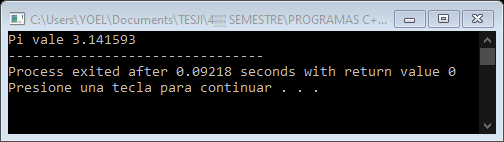 C:\Users\YOEL\Documents\TESJI\4▒▒ SEMESTRE\PROGRAMAS C+...
Pi vale 3.141593
--------------------------------
Process exited after 0.09218 seconds with return value 0
Presione una tecla para continuar . . .